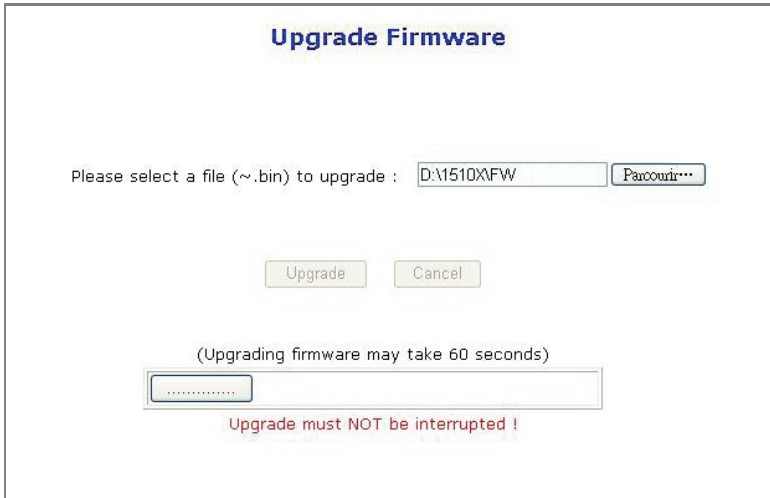 Upgrade Firmware
Please select a file (~.bin) to upgrade : D:\1510X\FW Parcourir...
Upgrade Cancel
(Upgrading firmware may take 60 seconds)
..............
Upgrade must NOT be interrupted !